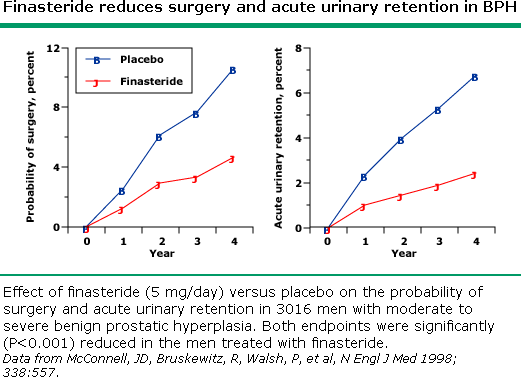 Finasteride reduces surgery and acute urinary retention in BPH
Probability of surgery, percent
12
8
4
0
B Placebo
J Finasteride
0 1 2 3 4
Year
Acute urinary retention, percent
8
6
4
2
0
0 1 2 3 4
Year
Effect of finasteride (5 mg/day) versus placebo on the probability of
surgery and acute urinary retention in 3016 men with moderate to
severe benign prostatic hyperplasia. Both endpoints were significantly
(P<0.001) reduced in the men treated with finasteride.
Data from McConnell, JD, Bruskewitz, R, Walsh, P, et al, N Engl J Med 1998;
338:557.